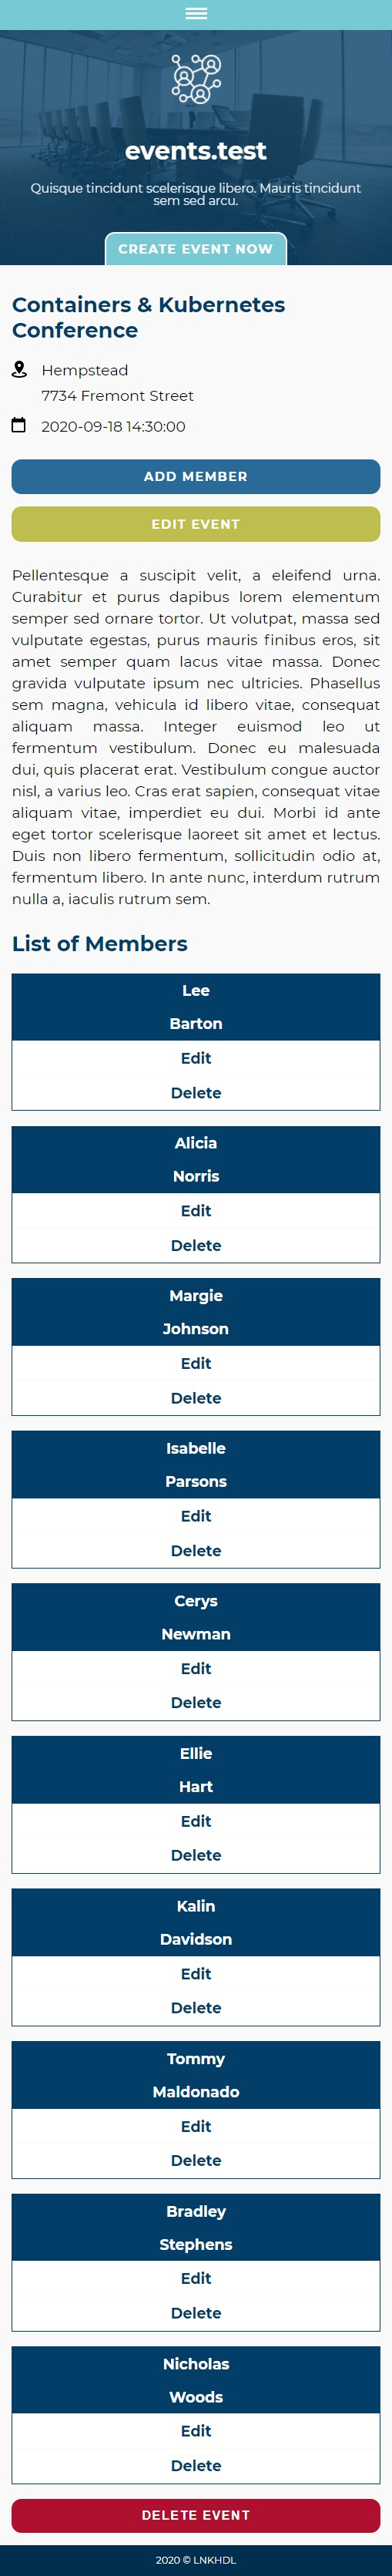 events.test
Quisque tincidunt scelerisque libero. Mauris tincidunt
sem sed arcu.
CREATE EVENT NOW
Containers & Kubernetes
Conference
Hempstead
7734 Fremont Street
2020-09-18 14:30:00
ADD MEMBER
EDIT EVENT
Pellentesque a suscipit velit, a eleifend urna.
Curabitur et purus dapibus lorem elementum
semper sed ornare tortor. Ut volutpat, massa sed
vulputate egestas, purus mauris finibus eros, sit
amet semper quam lacus vitae massa. Donec
gravida vulputate ipsum nec ultricies. Phasellus
sem magna, vehicula id libero vitae, consequat
aliquam massa. Integer euismod leo ut
fermentum vestibulum. Donec eu malesuada
dui, quis placerat erat. Vestibulum congue auctor
nisl, a varius leo. Cras erat sapien, consequat vitae
aliquam vitae, imperdiet eu dui. Morbi id ante
eget tortor scelerisque laoreet sit amet et lectus.
Duis non libero fermentum, sollicitudin odio at,
fermentum libero. In ante nunc, interdum rutrum
nulla a, iaculis rutrum sem.
List of Members
Lee
Barton
Edit
Delete
Alicia
Norris
Edit
Delete
Margie
Johnson
Edit
Delete
Isabelle
Parsons
Edit
Delete
Cerys
Newman
Edit
Delete
Ellie
Hart
Edit
Delete
Kalin
Davidson
Edit
Delete
Tommy
Maldonado
Edit
Delete
Bradley
Stephens
Edit
Delete
Nicholas
Woods
Edit
Delete
DELETE EVENT
2020 © LNKHDL